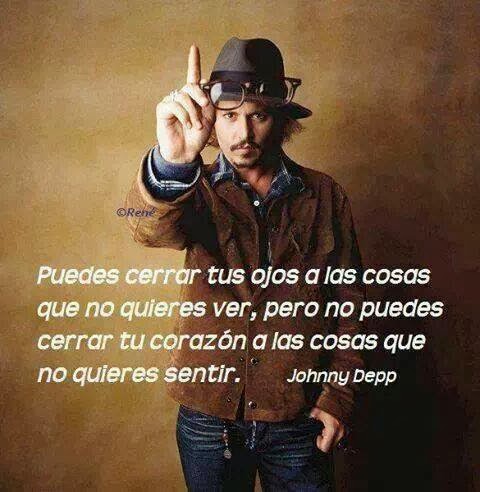 ©René
Puedes cerrar tus ojos a las cosas
que no quieres ver, pero no puedes
cerrar tu corazón a las cosas que
no quieres sentir. Johnny Depp